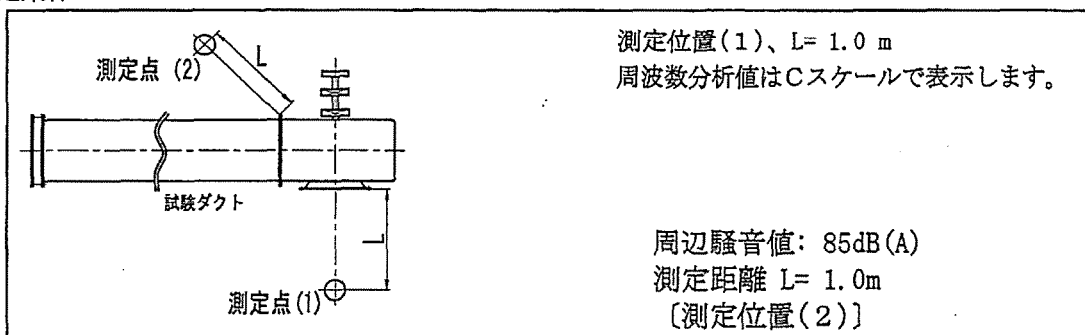 測定位置(1)、L= 1.0 m
周波数分析値はCスケールで表示します。
測定点 (2)
L
試験ダクト
L
測定点(1)
周辺騒音値: 85dB(A)
測定距離 L= 1.0m
〔測定位置(2)〕